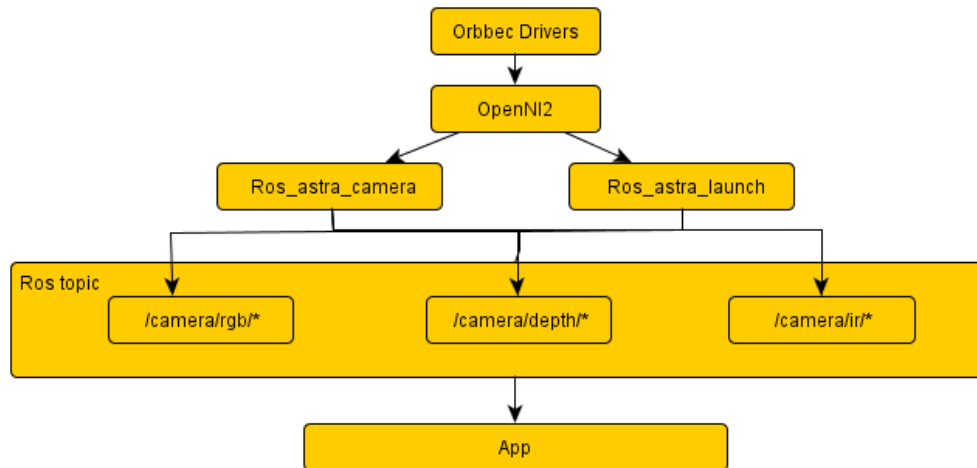 Orbbec Drivers
OpenNI2
Ros_astra_camera
Ros_astra_launch
Ros topic
/camera/rgb/*
/camera/depth/*
/camera/ir/*
App